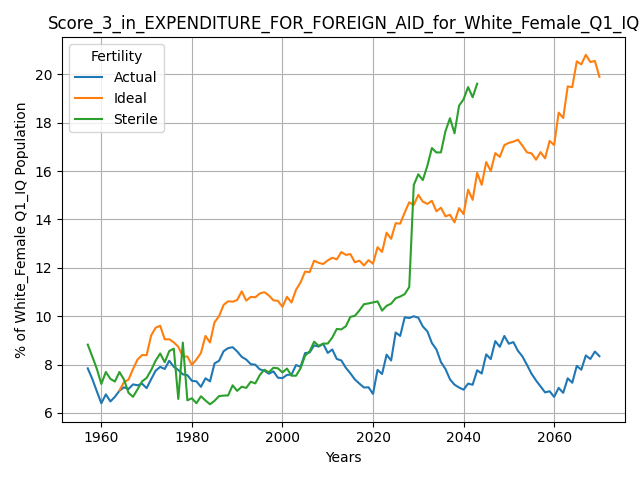 Score_3_in_EXPENDITURE_FOR_FOREIGN_AID_for_White_Female_Q1_IQ
Fertility
Actual
Ideal
Sterile
% of White_Female Q1_IQ Population
20
18
16
14
12
10
8
6
1960
1980
2000
2020
2040
2060
Years